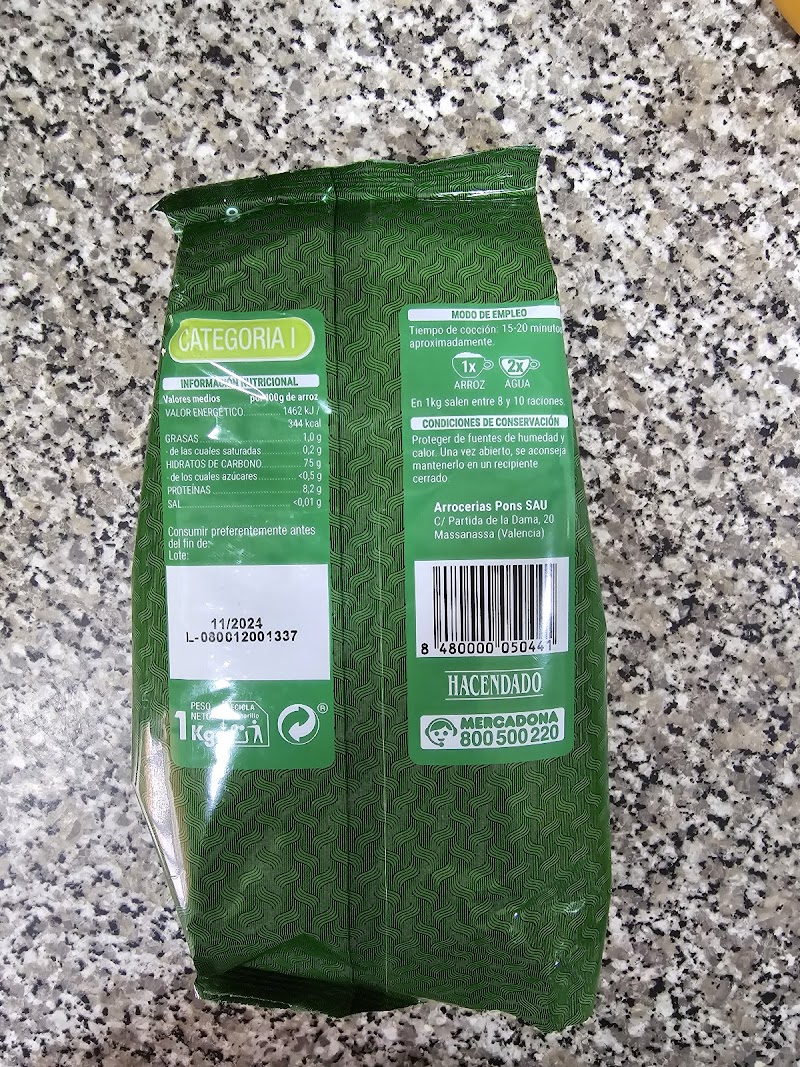 CATEGORIA I
INFORMACIÓN NUTRICIONAL
Valores medios por 100g de arroz
VALOR ENERGÉTICO 1462 kJ /
344 kcal
GRASAS 1,0 g
- de las cuales saturadas 0,2 g
HIDRATOS DE CARBONO 75 g
- de los cuales azúcares <0,5 g
PROTEÍNAS 8,2 g
SAL <0,01 g
Consumir preferentemente antes
del fin de:
Lote:
11/2024
L-080012001337
PESO
NETO
1 Kg
®
MODO DE EMPLEO
Tiempo de cocción: 15-20 minutos
aproximadamente.
1x 2x
ARROZ AGUA
En 1kg salen entre 8 y 10 raciones
CONDICIONES DE CONSERVACIÓN
Proteger de fuentes de humedad y
calor. Una vez abierto, se aconseja
mantenerlo en un recipiente
cerrado
Arrocerias Pons SAU
C/ Partida de la Dama, 20
Massanassa (Valencia)
8 480000 050441
HACENDADO
MERCADONA
800 500 220